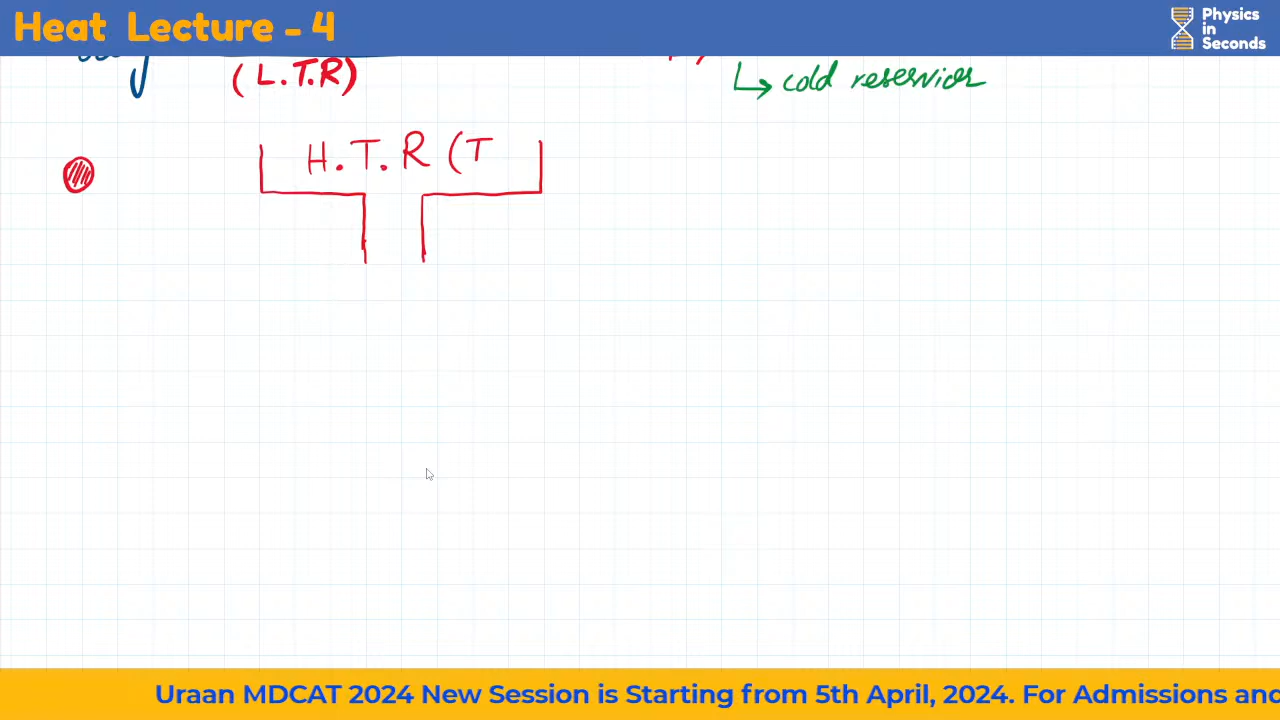 Heat Lecture - 4
Physics
in
Seconds
(L.T.R)
↳ cold reservior
H.T.R (T
Uraan MDCAT 2024 New Session is Starting from 5th April, 2024. For Admissions and